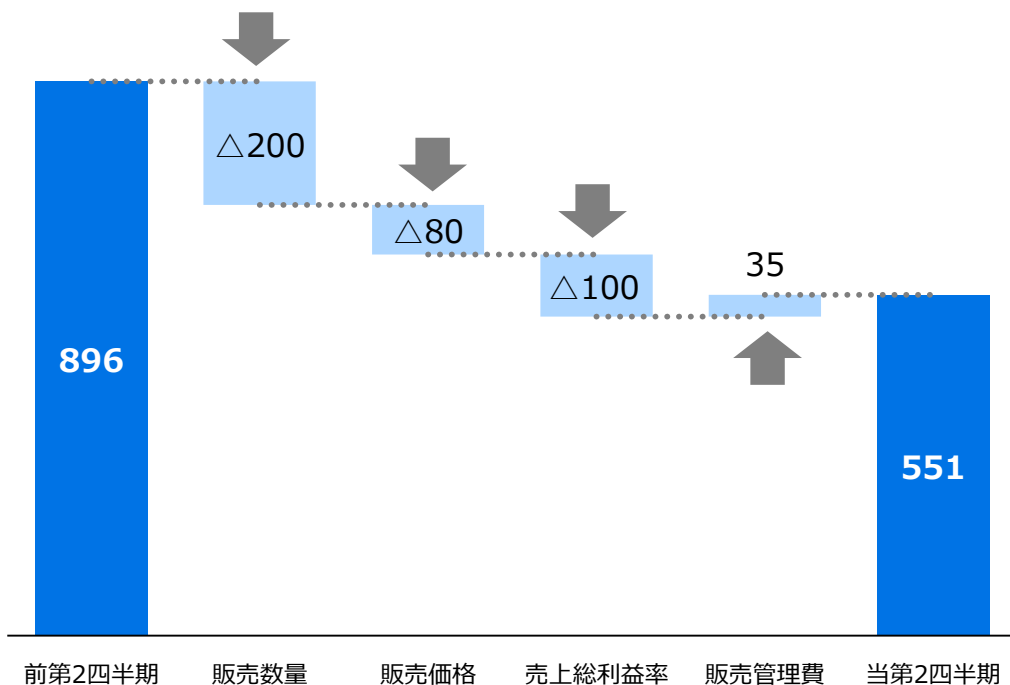 △200
△80
△100
35
896
551
前第2四半期
販売数量
販売価格
売上総利益率
販売管理費
当第2四半期